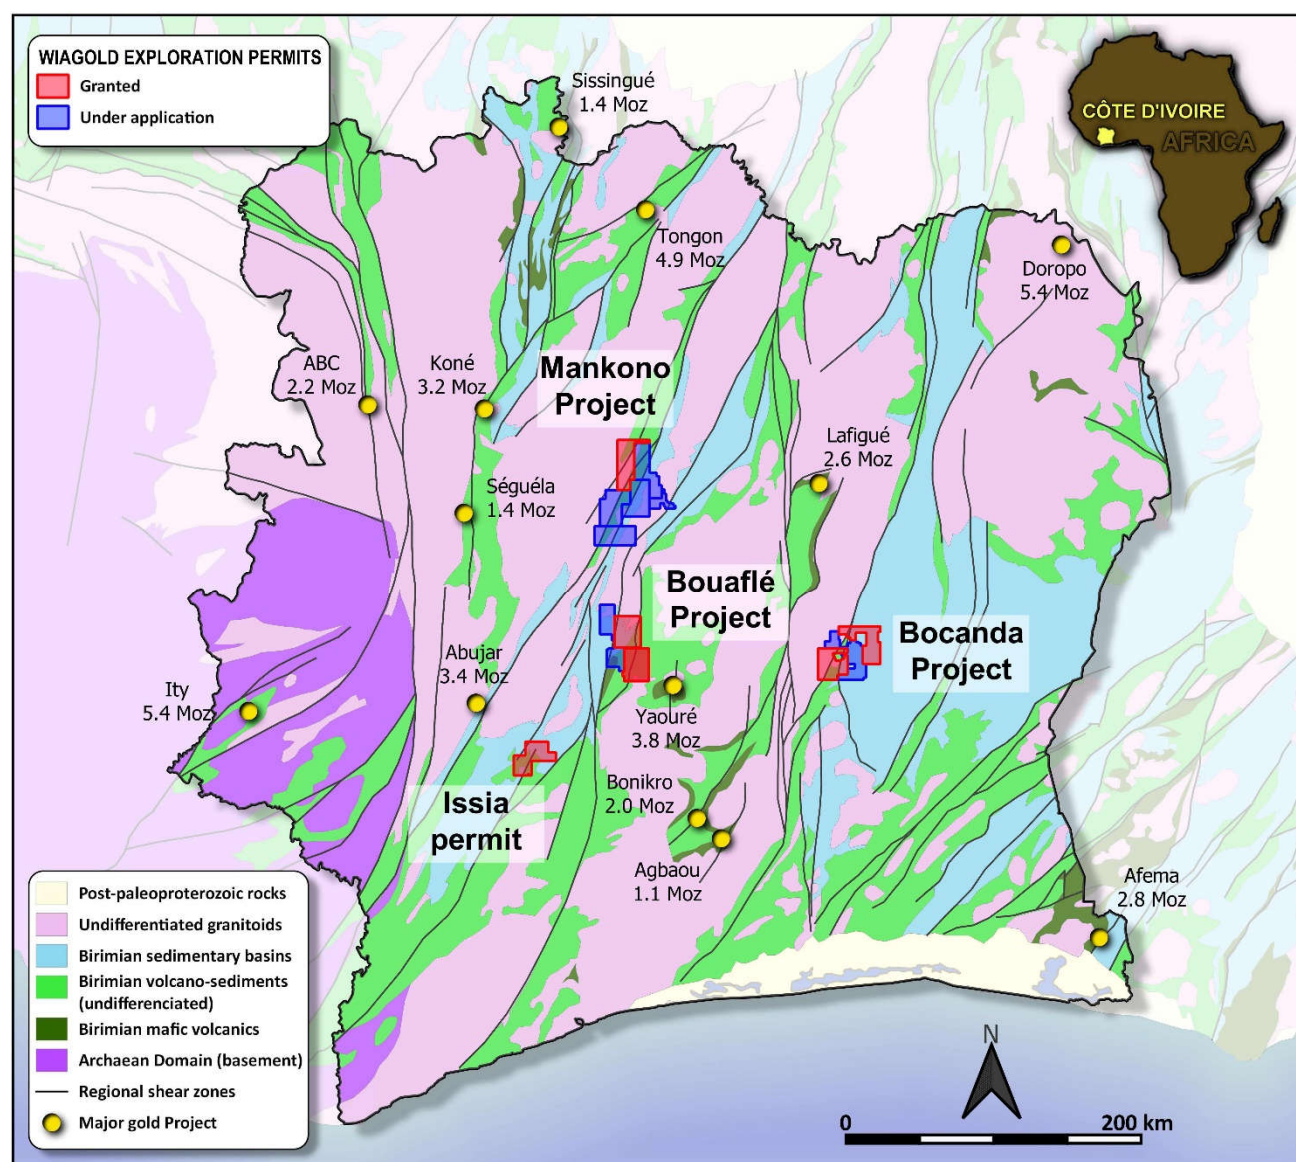 WIAGOLD EXPLORATION PERMITS
Granted
Under application
Sissingué
1.4 Moz
CÔTE D'IVOIRE
AFRICA
Tongon
4.9 Moz
Doropo
5.4 Moz
ABC
2.2 Moz
Koné
3.2 Moz
Mankono
Project
Lafigué
2.6 Moz
Séguéla
1.4 Moz
Bouaflé
Project
Bocanda
Project
Abujar
3.4 Moz
Ity
5.4 Moz
Yaouré
3.8 Moz
Bonikro
2.0 Moz
Issia
permit
Agbaou
1.1 Moz
Afema
2.8 Moz
Post-paleoproterozoic rocks
Undifferentiated granitoids
Birimian sedimentary basins
Birimian volcano-sediments
(undifferenciated)
Birimian mafic volcanics
Archaean Domain (basement)
Regional shear zones
Major gold Project
N
0
200 km